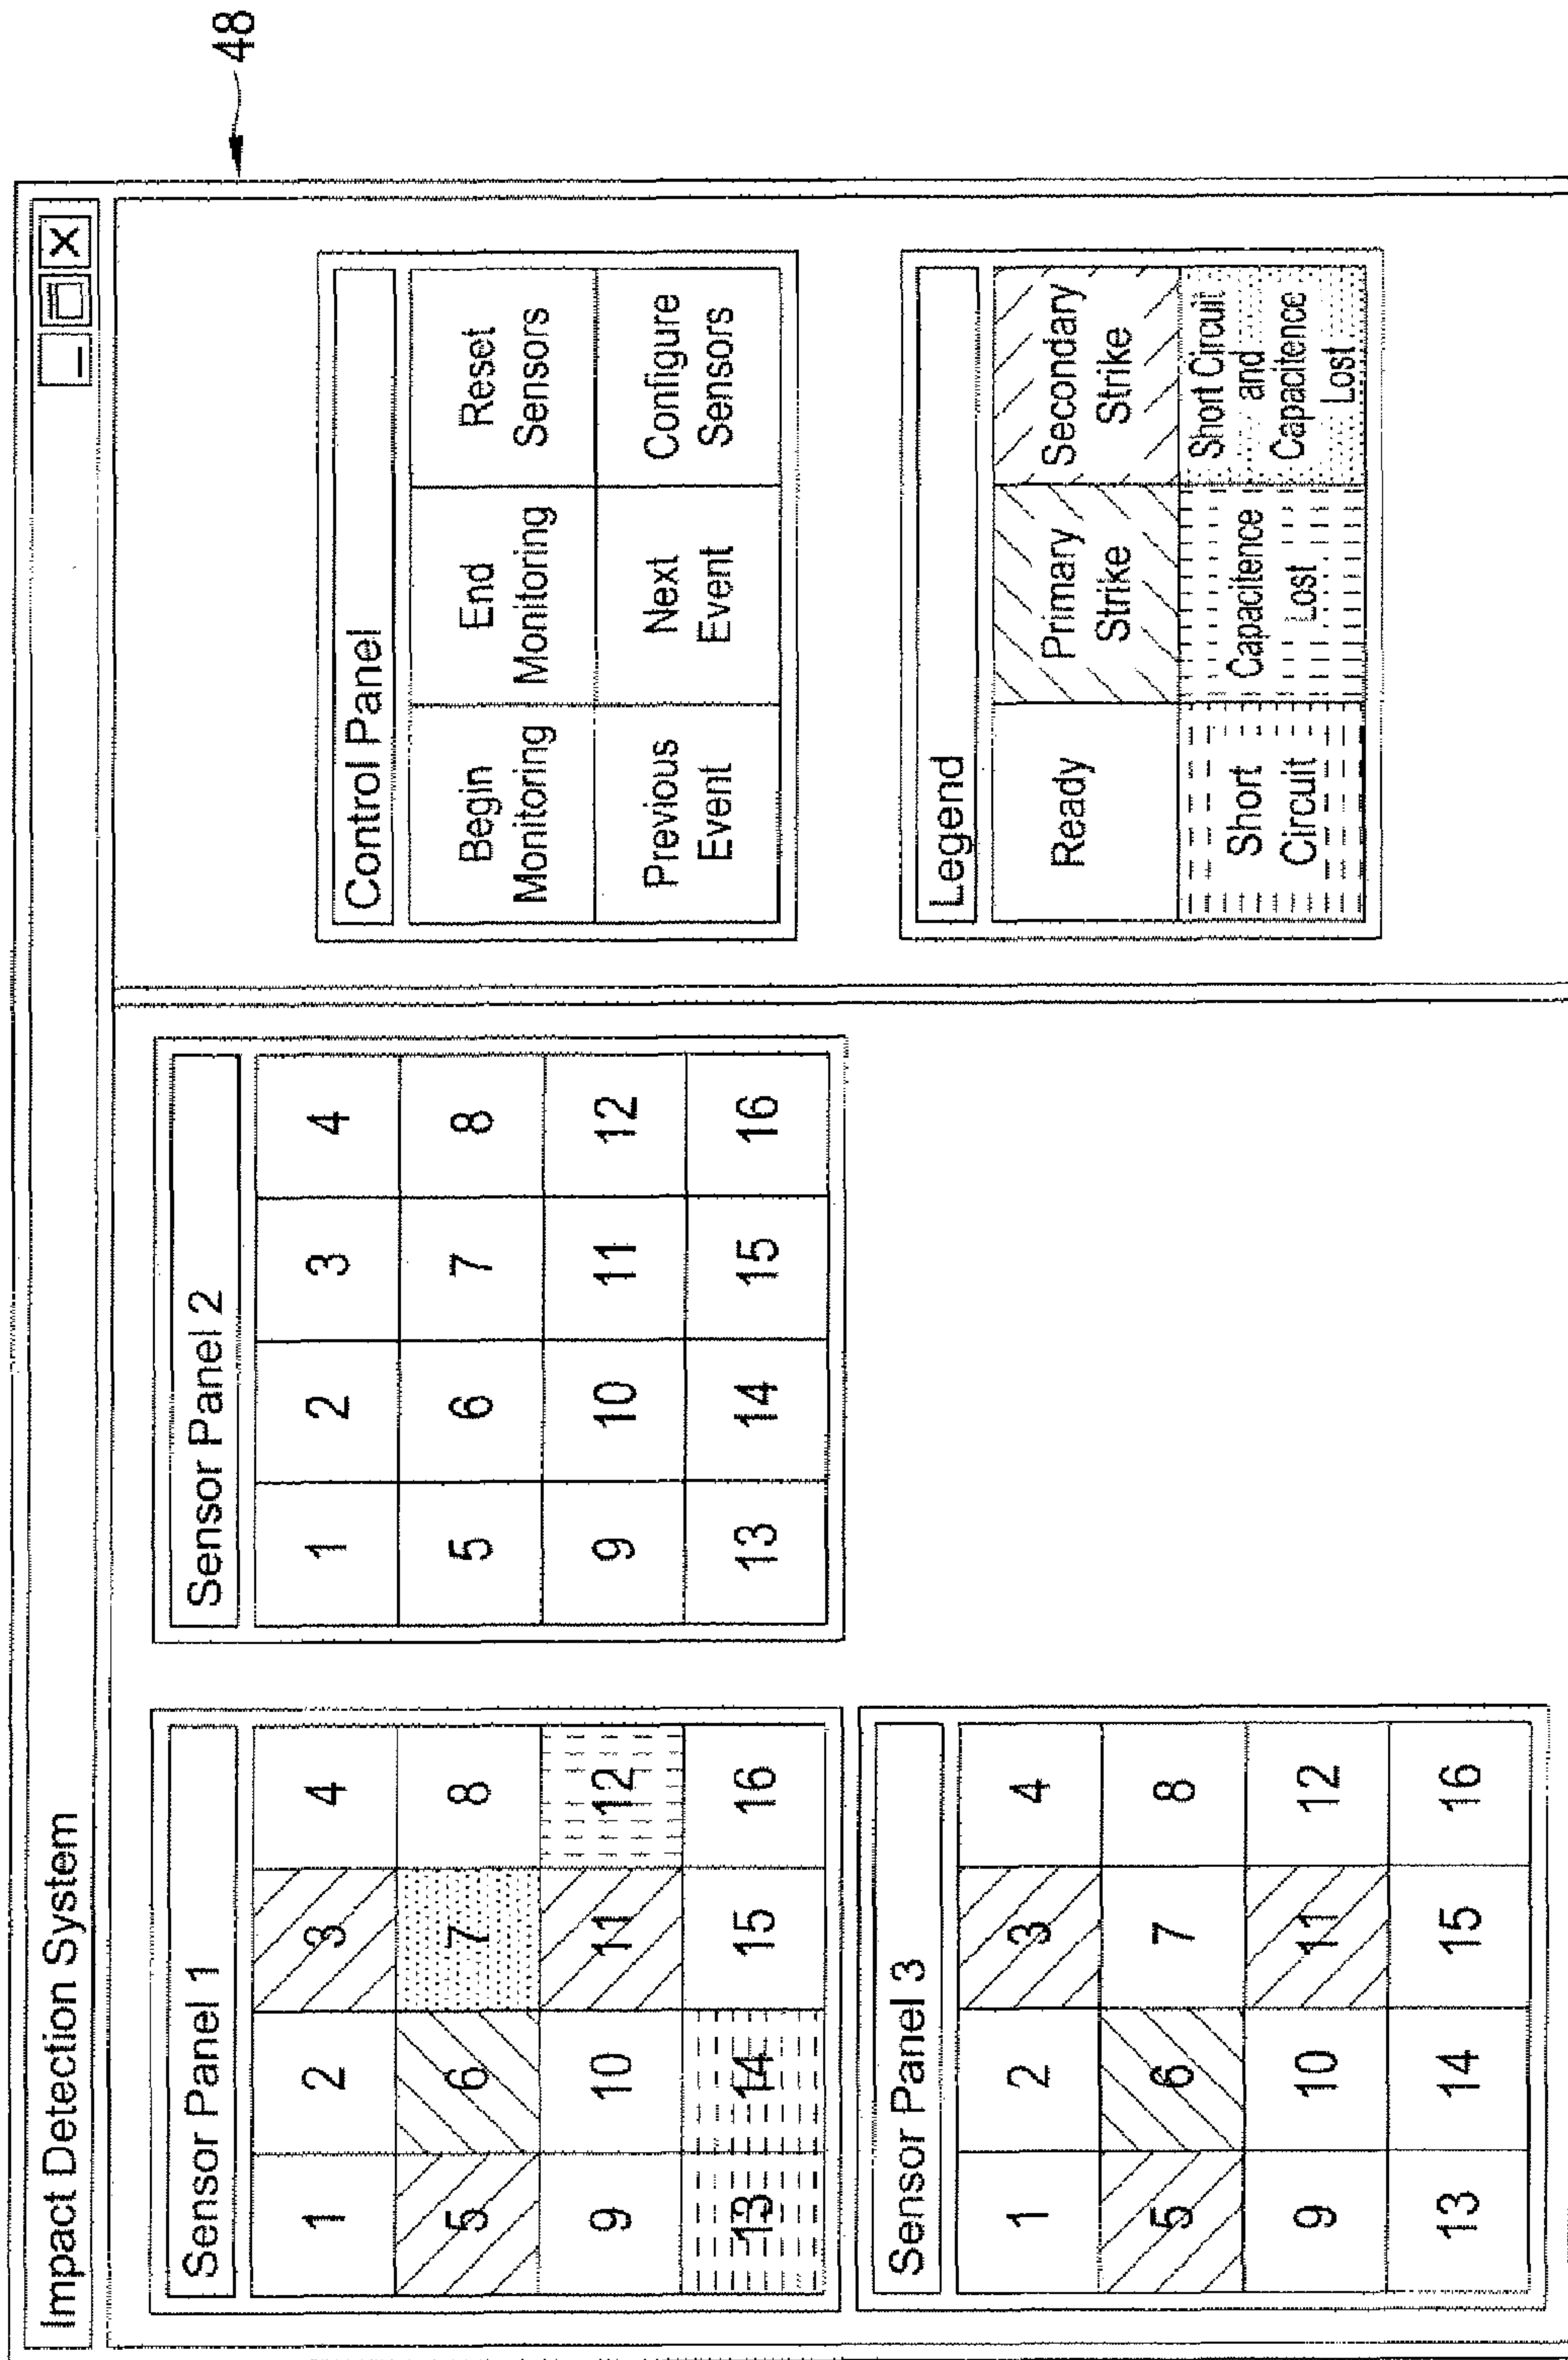 48
Impact Detection System
Sensor Panel 1
1 2 3 4
5 6 7 8
9 10 11 12
13 14 15 16
Sensor Panel 2
1 2 3 4
5 6 7 8
9 10 11 12
13 14 15 16
Sensor Panel 3
1 2 3 4
5 6 7 8
9 10 11 12
13 14 15 16
Control Panel
Begin
Monitoring
End
Monitoring
Reset
Sensors
Previous
Event
Next
Event
Configure
Sensors
Legend
Ready
Primary
Strike
Secondary
Strike
Short
Circuit
Capacitence
Lost
Short Circuit
and
Capacitence
Lost